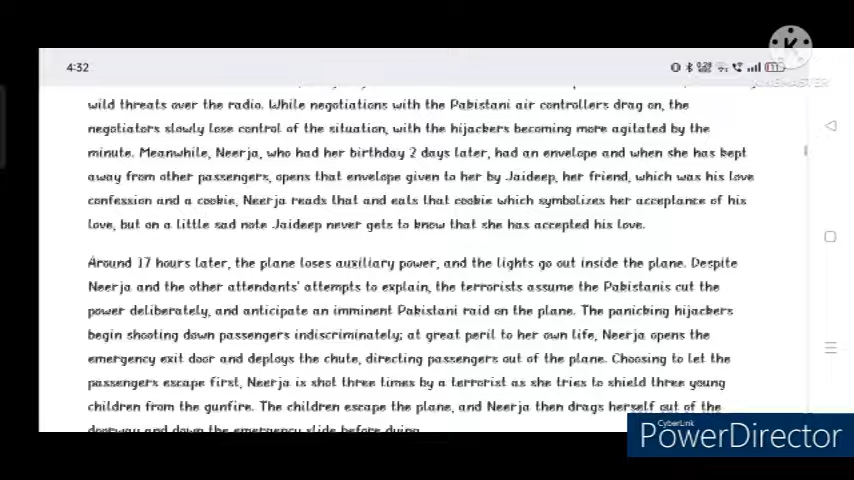 4:32
wild threats over the radio. While negotiations with the Pakistani air controllers drag on, the
negotiators slowly lose control of the situation, with the hijackers becoming more agitated by the
minute. Meanwhile, Neerja, who had her birthday 2 days later, had an envelope and when she has kept
away from other passengers, opens that envelope given to her by Jaideep, her friend, which was his love
confession and a cookie, Neerja reads that and eats that cookie which symbolizes her acceptance of his
love, but on a little sad note Jaideep never gets to know that she has accepted his love.
Around 17 hours later, the plane loses auxiliary power, and the lights go out inside the plane. Despite
Neerja and the other attendants' attempts to explain, the terrorists assume the Pakistanis cut the
power deliberately, and anticipate an imminent Pakistani raid on the plane. The panicking hijackers
begin shooting down passengers indiscriminately; at great peril to her own life, Neerja opens the
emergency exit door and deploys the chute, directing passengers out of the plane. Choosing to let the
passengers escape first, Neerja is shot three times by a terrorist as she tries to shield three young
children from the gunfire. The children escape the plane, and Neerja then drags herself out of the
doorway and down the emergency slide before dying.
CyberLink
PowerDirector